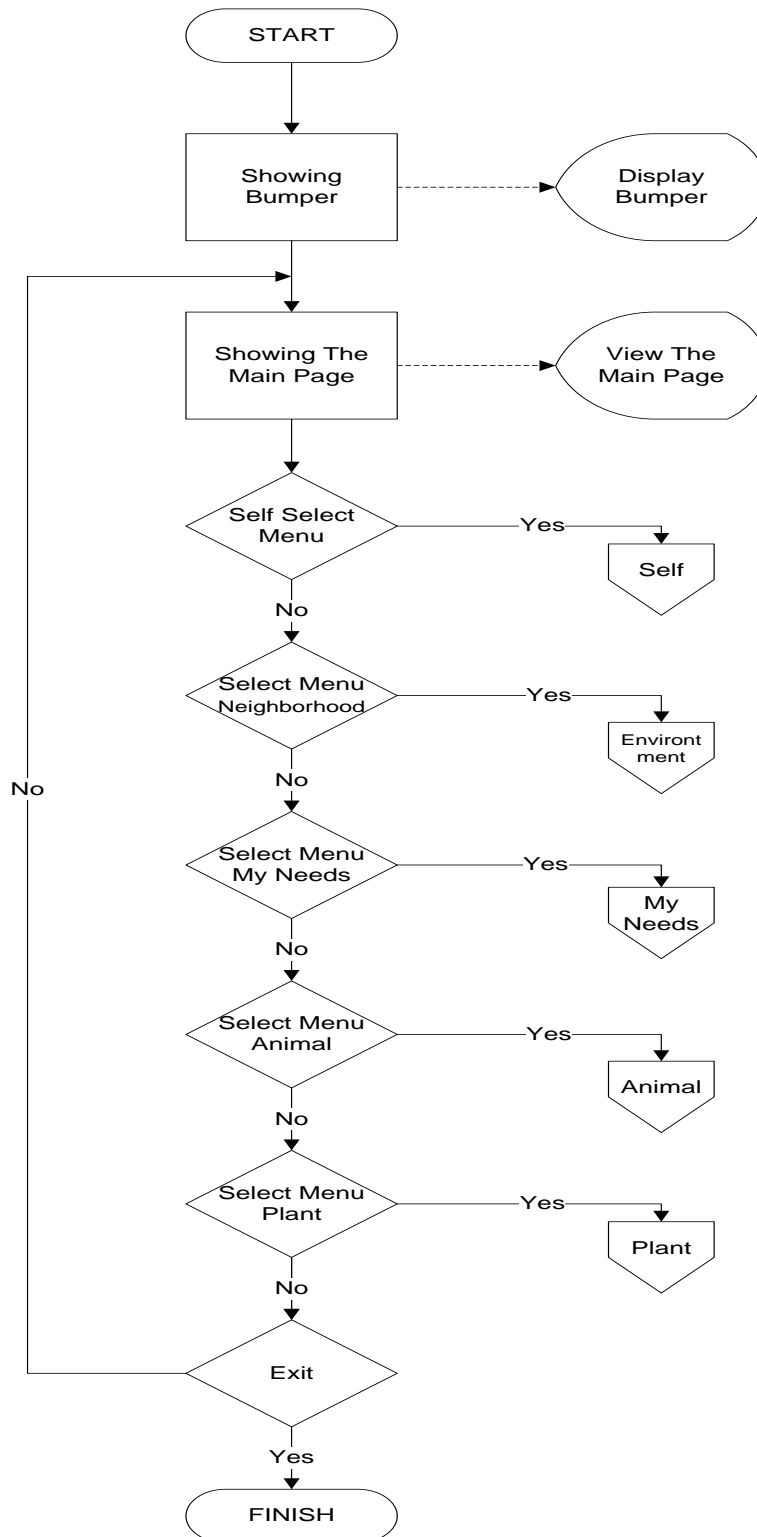 START
Showing
Bumper
Display
Bumper
Showing The
Main Page
View The
Main Page
Self Select
Menu
Yes
Self
No
Select Menu
Neighborhood
Yes
Environt
ment
No
No
Select Menu
My Needs
Yes
My
Needs
No
Select Menu
Animal
Yes
Animal
No
Select Menu
Plant
Yes
Plant
No
Exit
Yes
FINISH